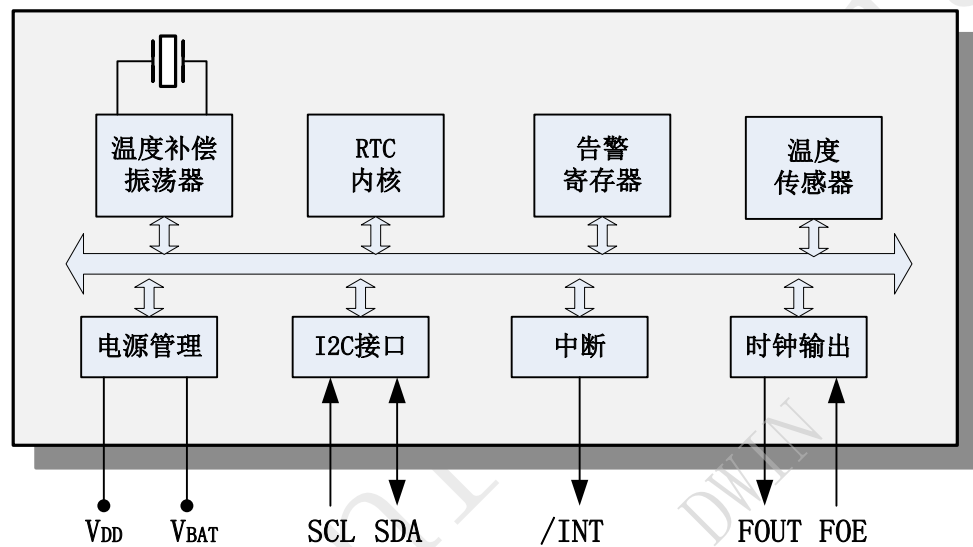 温度补偿
振荡器
RTC
内核
告警
寄存器
温度
传感器
电源管理
I2C接口
中断
时钟输出
VDD
VBAT
SCL
SDA
/INT
FOUT
FOE
DWIN